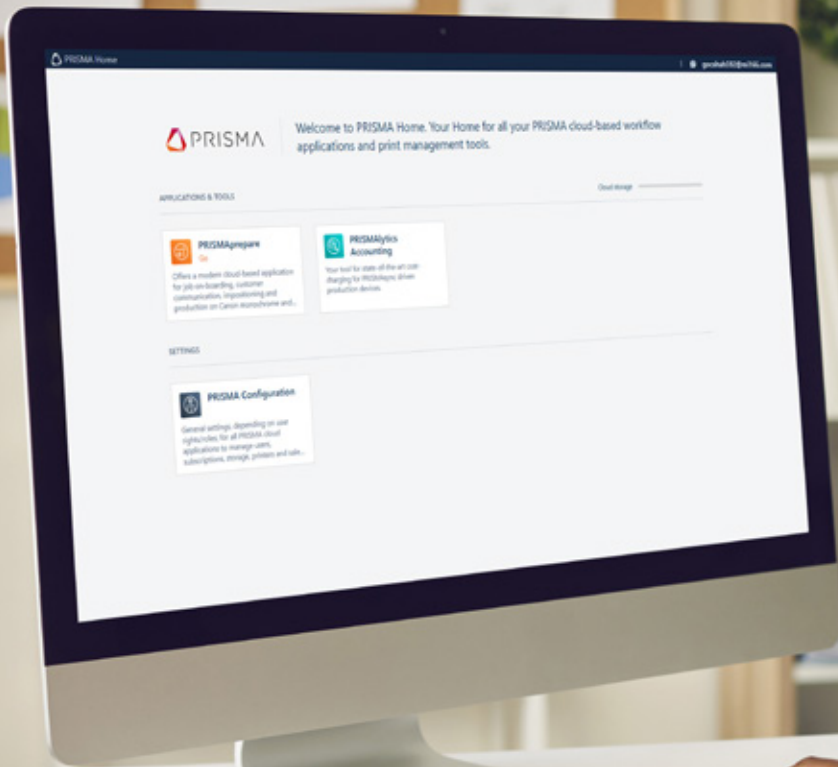 PRISMA Home
PRISMA
Welcome to PRISMA Home. Your Home for all your PRISMA cloud-based workflow
applications and print management tools.
APPLICATIONS & TOOLS
Cloud storage
PRISMAprepare
Go
Offers a modern cloud-based application
for job on-boarding, customer
communication, impositioning and
production on Canon monochrome and...
PRISMAlytics
Accounting
Your tool for state-of-the-art cost-
charging for PRISMAsync driven
production devices.
SETTINGS
PRISMA Configuration
General settings, depending on user
rights/roles, for all PRISMA cloud
applications to manage users,
subscriptions, storage, printers and sale...